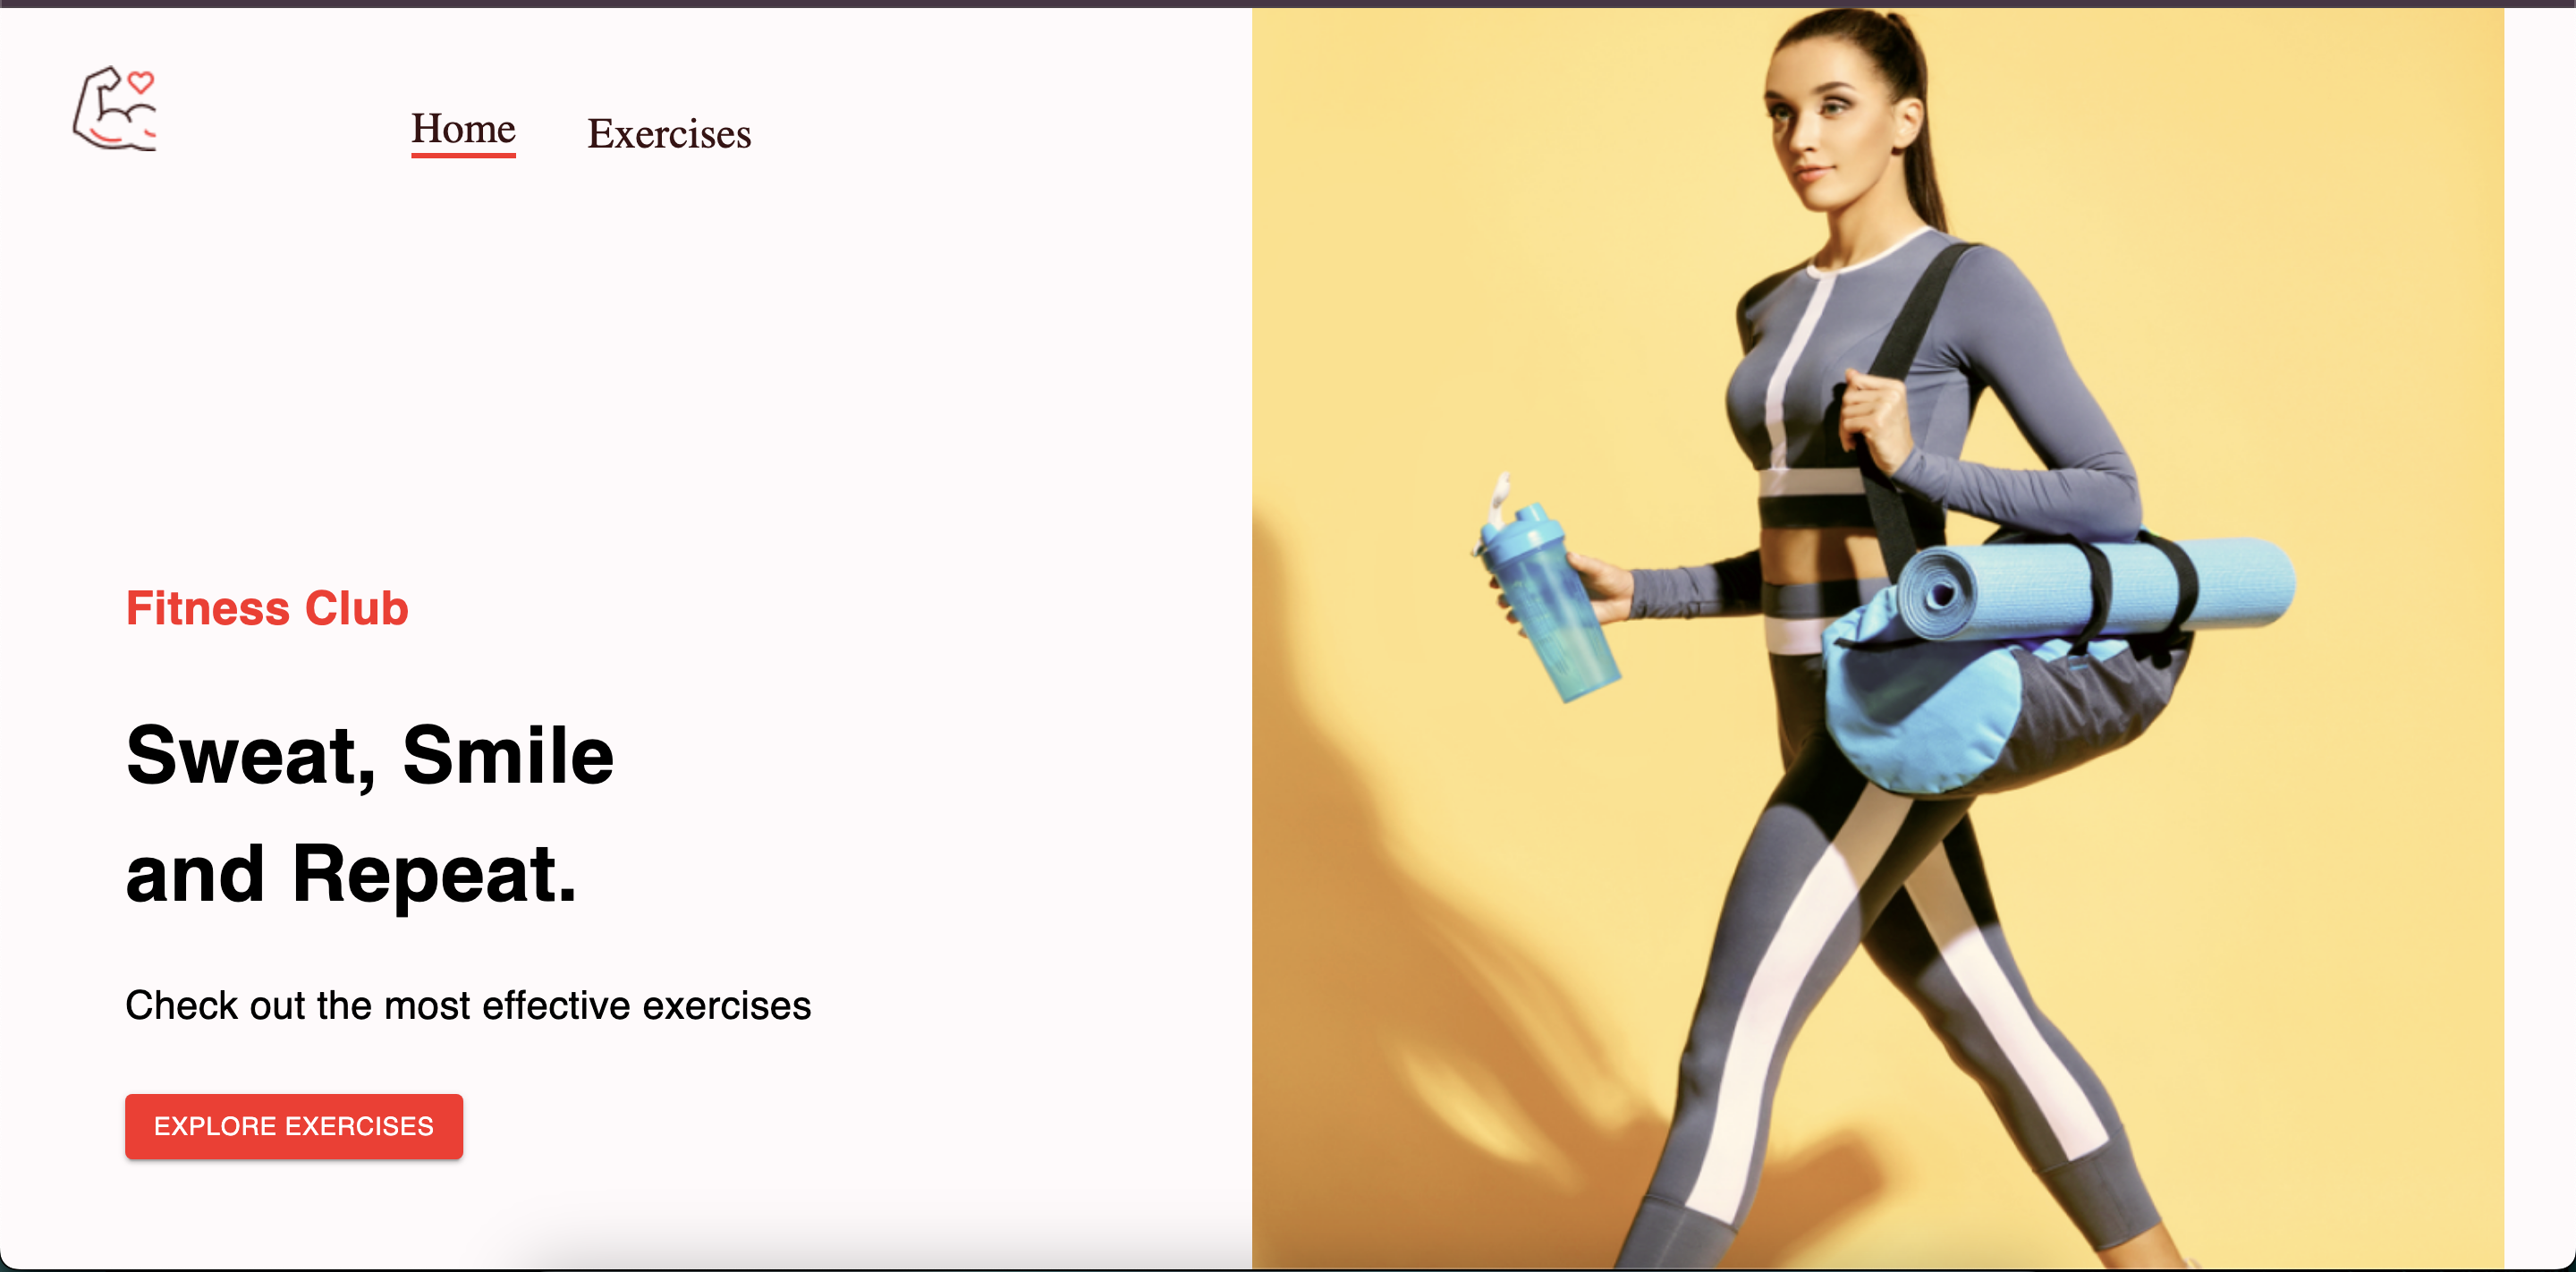 Home
Exercises
Fitness Club
Sweat, Smile
and Repeat.
Check out the most effective exercises
EXPLORE EXERCISES